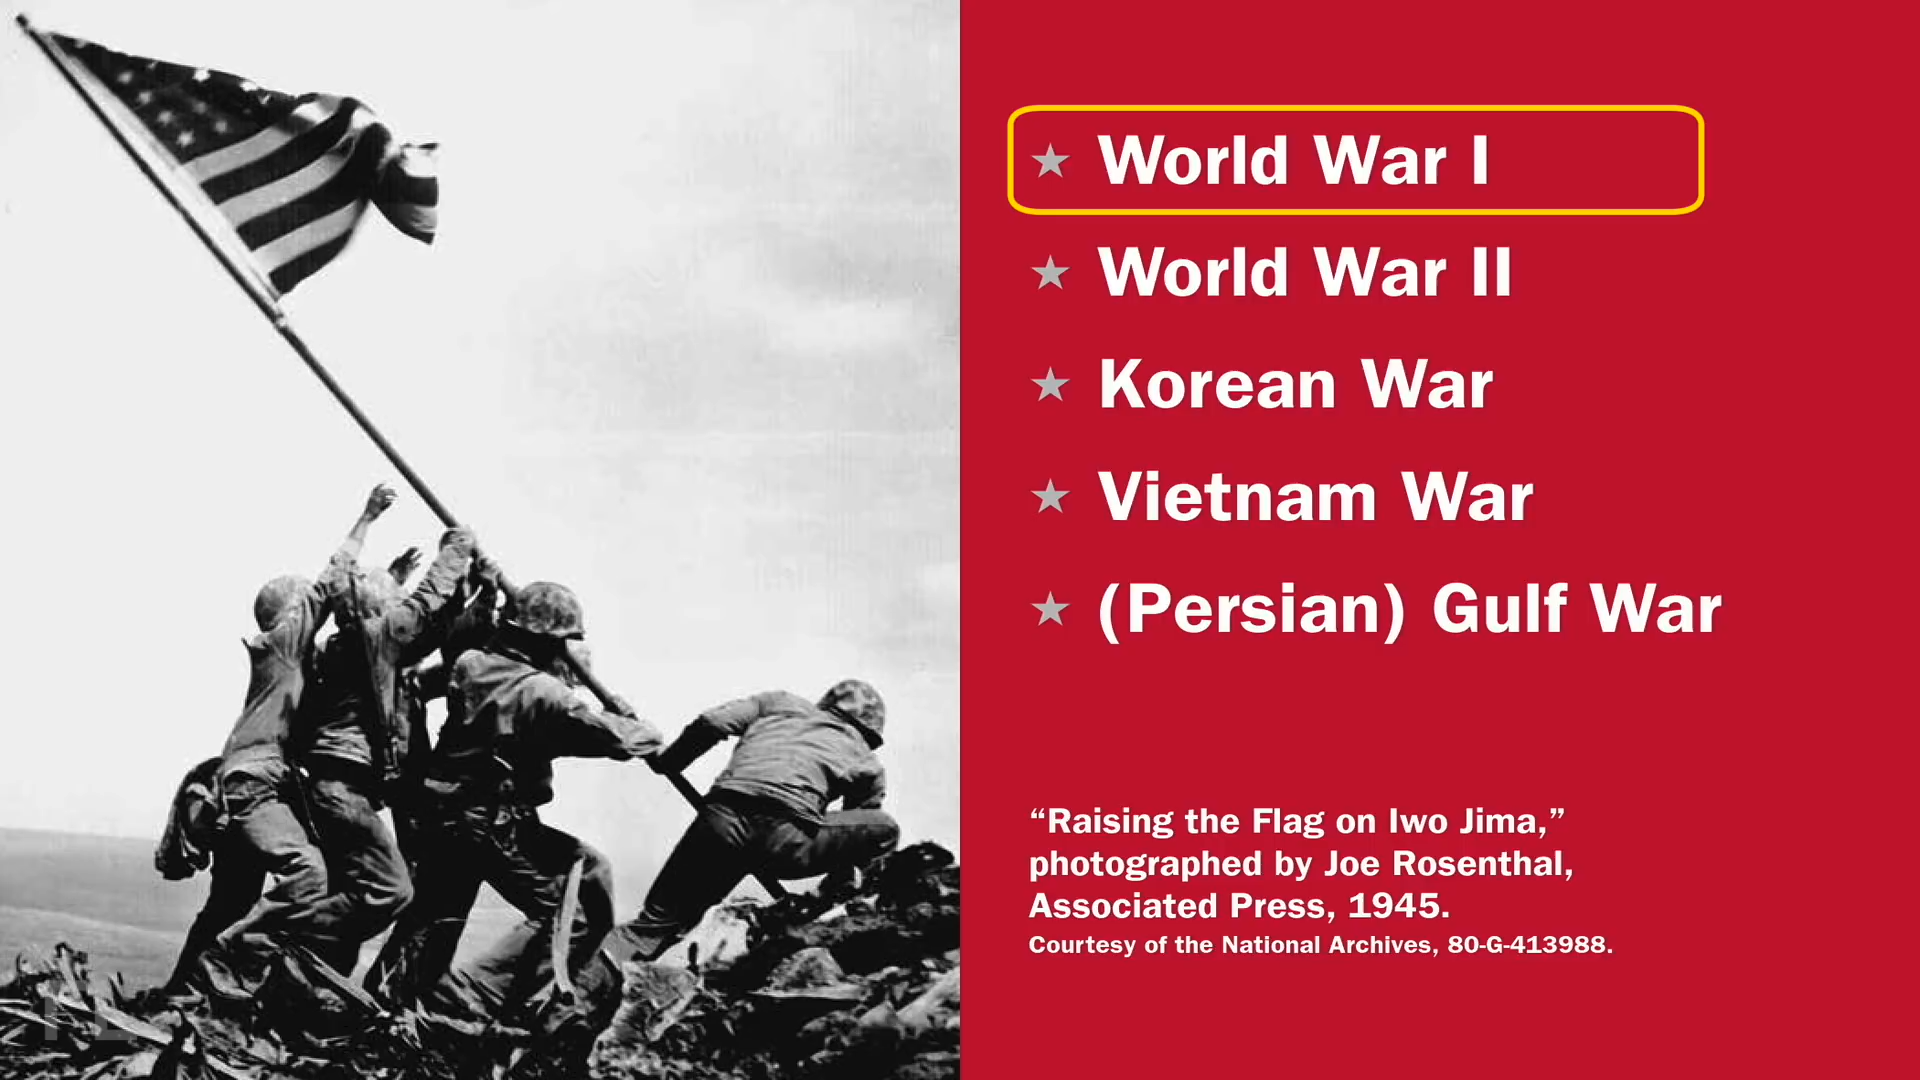 World War I
World War II
Korean War
Vietnam War
(Persian) Gulf War
“Raising the Flag on Iwo Jima,”
photographed by Joe Rosenthal,
Associated Press, 1945.
Courtesy of the National Archives, 80-G-413988.